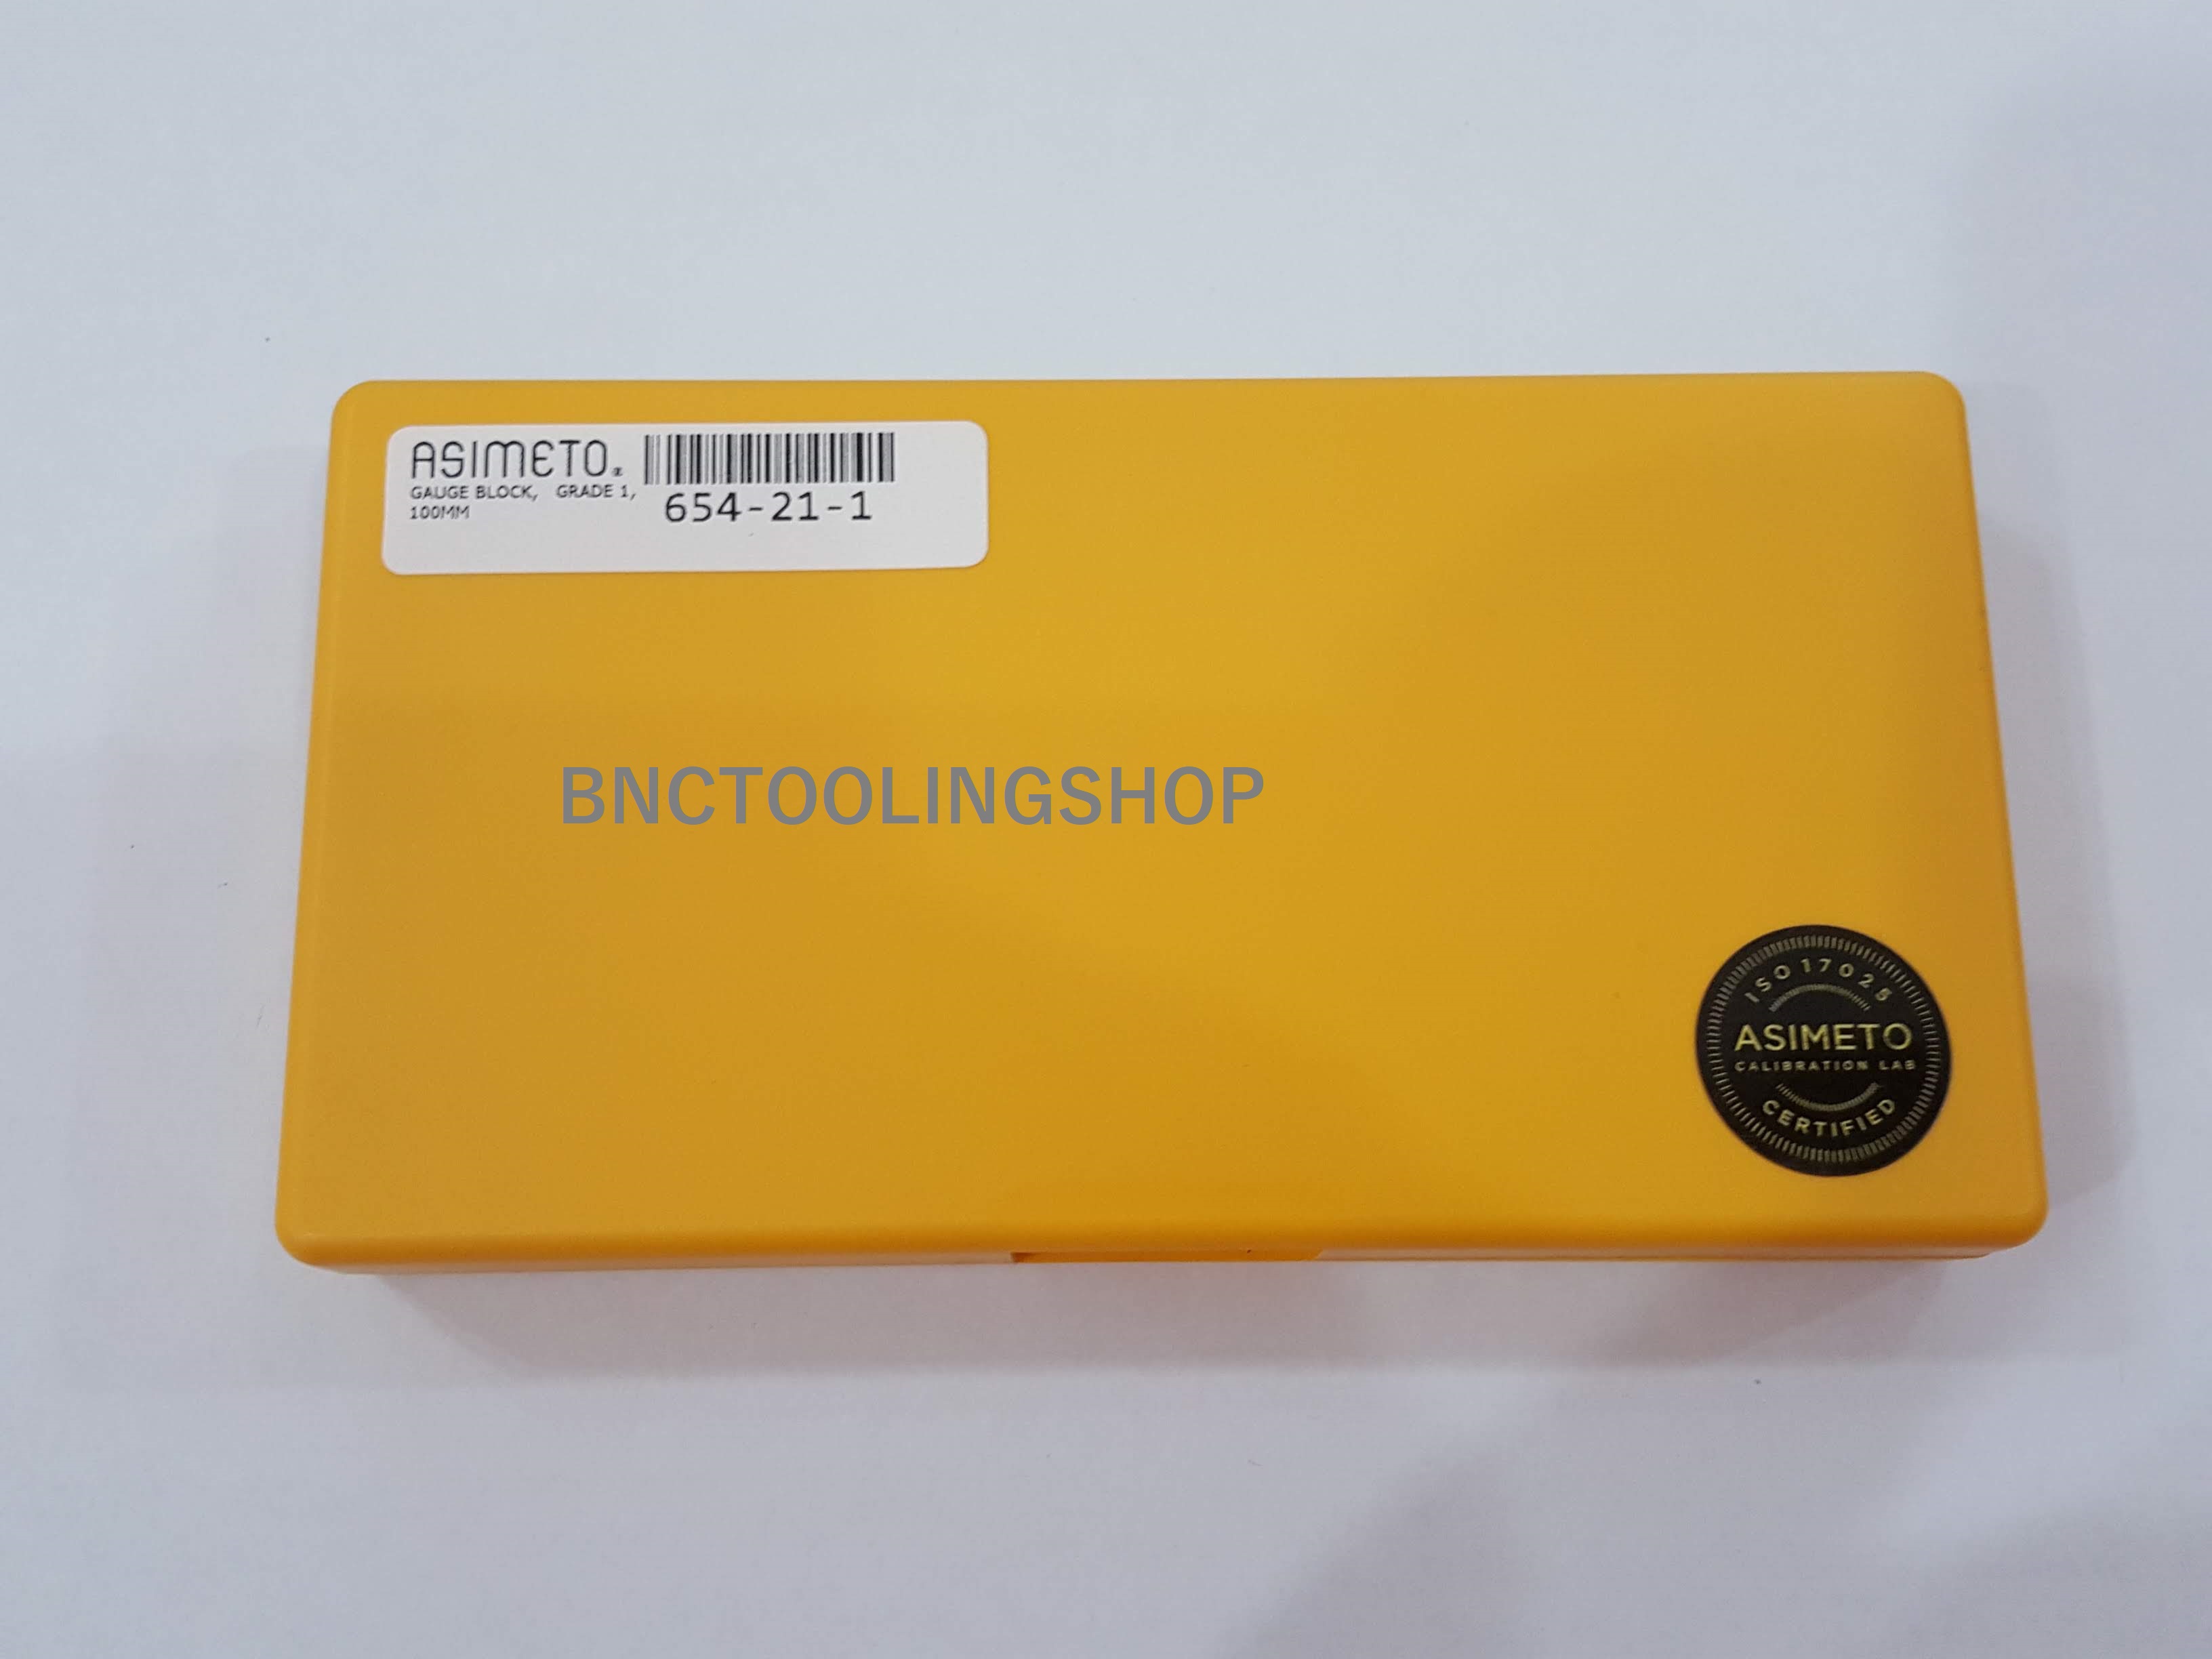 ASIMETO®
GAUGE BLOCK, GRADE 1,
100MM
654-21-1
BNCTOOLINGSHOP
ISO 17025
ASIMETO
CALIBRATION LAB
CERTIFIED